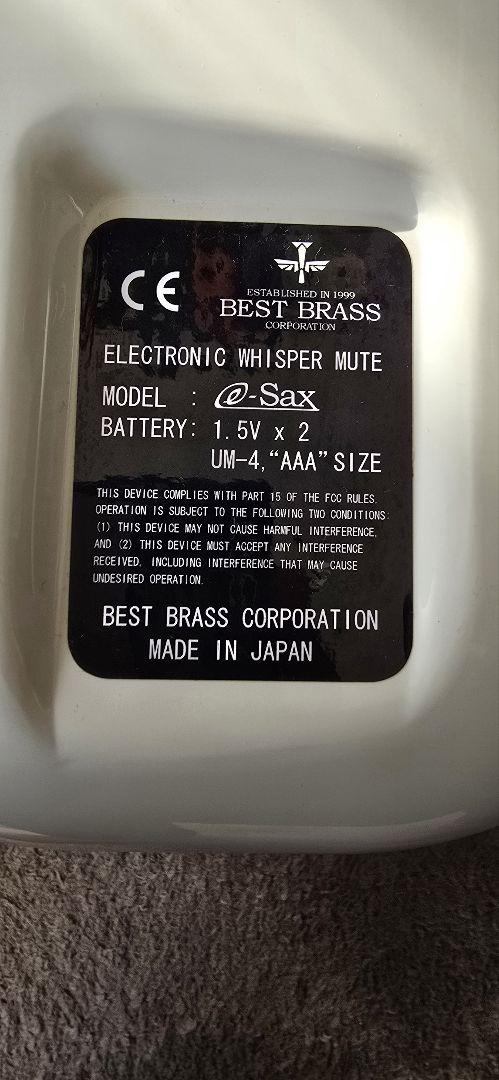 CE
ESTABLISHED IN 1999
BEST BRASS
CORPORATION
ELECTRONIC WHISPER MUTE
MODEL : e-Sax
BATTERY: 1.5V x 2
UM-4,“AAA”SIZE
THIS DEVICE COMPLIES WITH PART 15 OF THE FCC RULES.
OPERATION IS SUBJECT TO THE FOLLOWING TWO CONDITIONS:
(1) THIS DEVICE MAY NOT CAUSE HARMFUL INTERFERENCE,
AND (2) THIS DEVICE MUST ACCEPT ANY INTERFERENCE
RECEIVED, INCLUDING INTERFERENCE THAT MAY CAUSE
UNDESIRED OPERATION.
BEST BRASS CORPORATION
MADE IN JAPAN